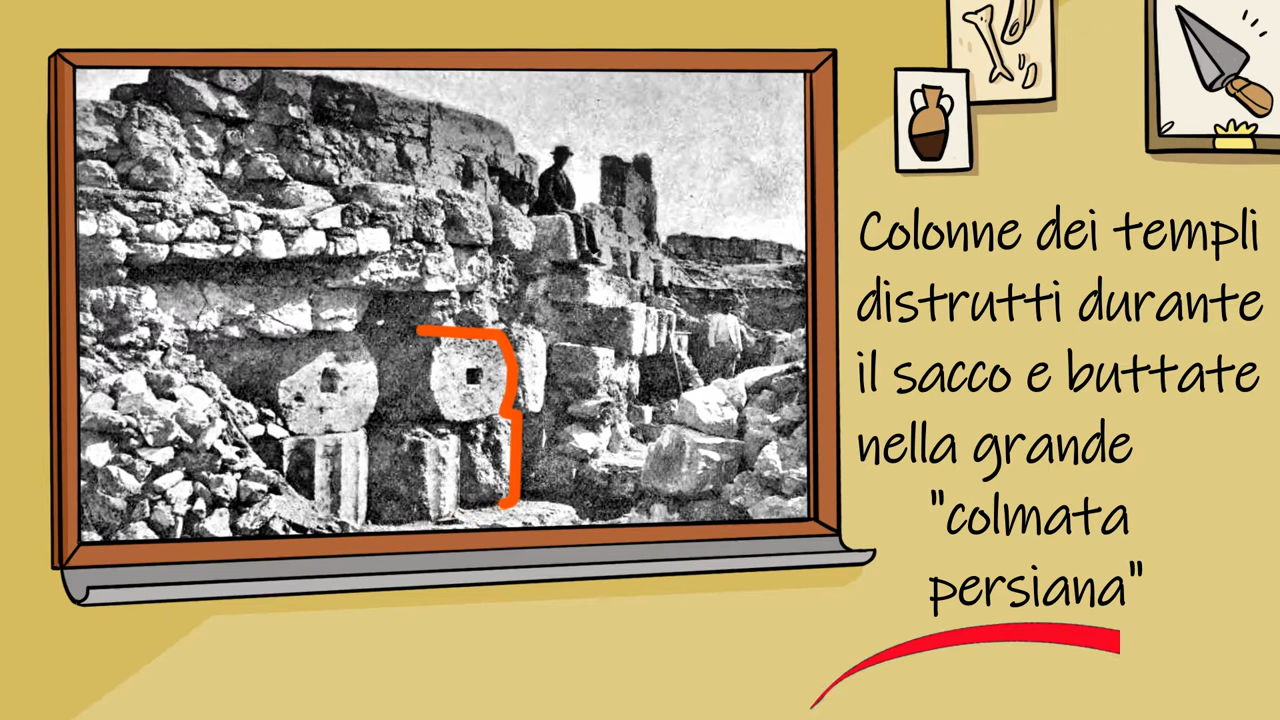 Colonne dei templi
distrutti durante
il sacco e buttate
nella grande
"colmata
persiana"